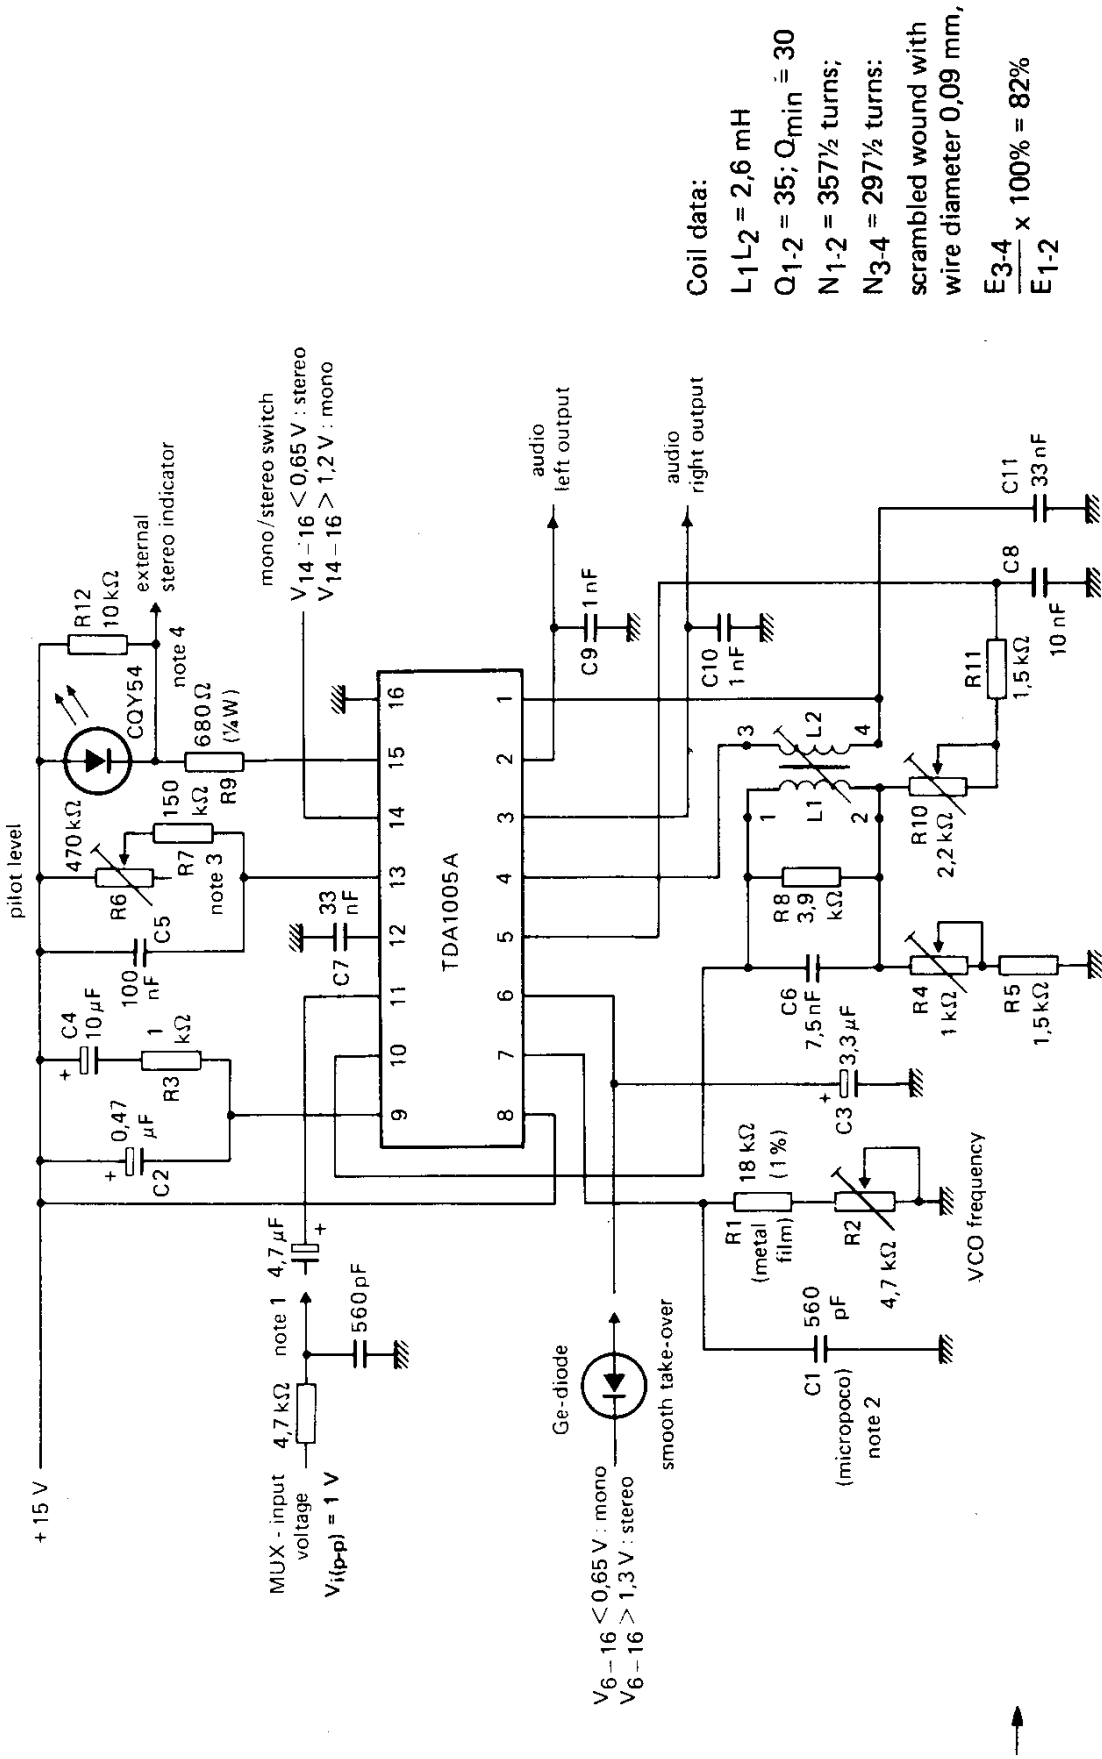 +15 V
pilot level
MUX - input
voltage
Vi(p-p) = 1 V
4,7 kΩ
note 1
4,7 µF
+
560 pF
+
0,47
µF
C2
C4
+
10 µF
R3
1
kΩ
100
nF
C5
470 kΩ
R6
R7
150
kΩ
note 3
CQY54
R9
680 Ω
(¼W)
note 4
R12
10 kΩ
external
stereo indicator
mono/stereo switch
V14–16 < 0,65 V : stereo
V14–16 > 1,2 V : mono
C7
33
nF
9
10
11
12
13
14
15
16
TDA1005A
8
7
6
5
4
3
2
1
audio
left output
C9
1 nF
audio
right output
C10
1 nF
Ge-diode
V6–16 < 0,65 V : mono
V6–16 > 1,3 V : stereo
smooth take-over
C1
560
pF
(micropoco)
note 2
R1
(metal
film)
18 kΩ
(1%)
R2
4,7 kΩ
VCO frequency
C3
+
3,3 µF
C6
7,5 nF
R8
3,9
kΩ
1
2
3
4
L1
L2
R4
1 kΩ
R5
1,5 kΩ
R10
2,2 kΩ
R11
1,5 kΩ
C8
10 nF
C11
33 nF
Coil data:
L1L2 = 2,6 mH
Q1-2 = 35; Qmin = 30
N1-2 = 357½ turns;
N3-4 = 297½ turns:
scrambled wound with
wire diameter 0,09 mm,
E3-4
E1-2
x 100% = 82%